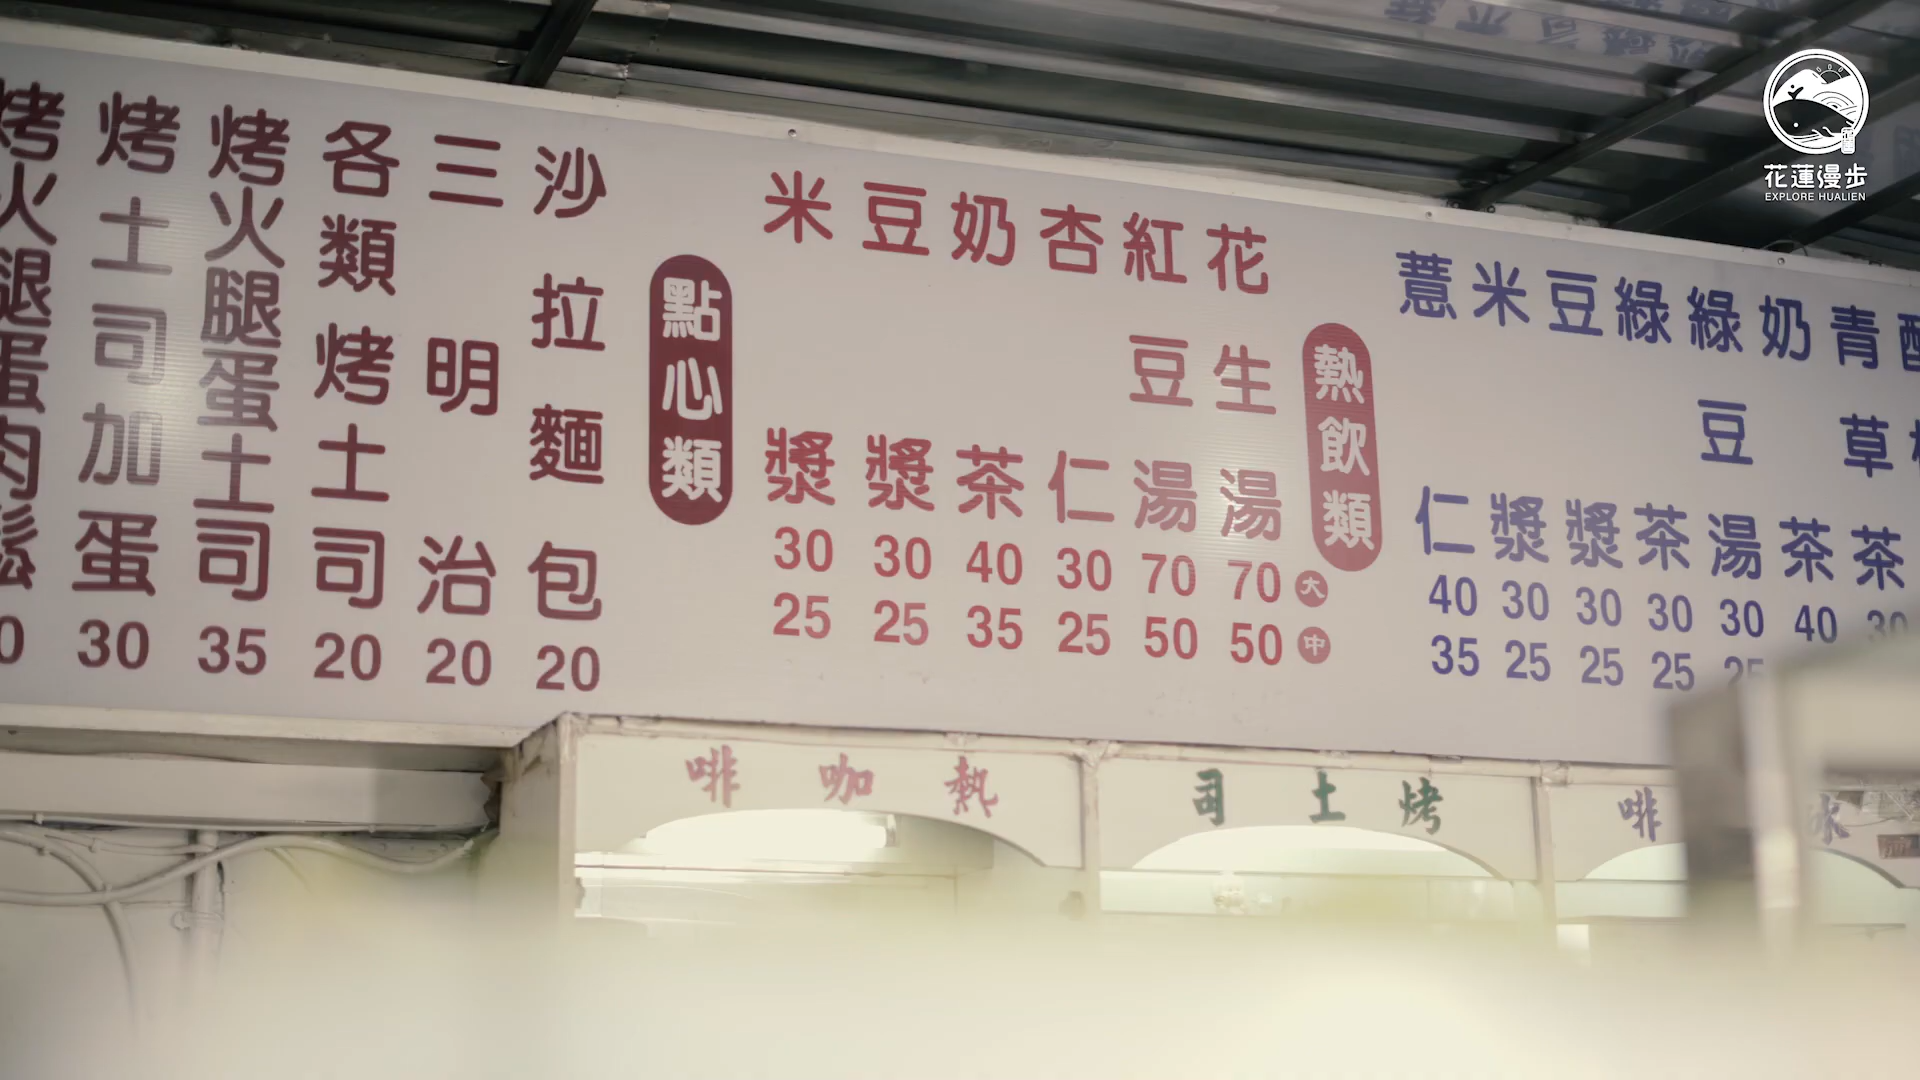 花蓮漫步
EXPLORE HUALIEN
青草茶
奶茶 40
綠豆湯 30
綠茶 30 25
豆漿 30 25
米漿 30 25
薏仁 40 35
熱飲類
大
中
花生湯 70 50
紅豆湯 70 50
杏仁 30 25
奶茶 40 35
豆漿 30 25
米漿 30 25
點心類
沙拉麵包 20
三明治 20
各類烤土司 20
烤火腿蛋土司 35
烤土司加蛋 30
烤火腿蛋肉鬆
熱咖啡
烤土司
冰
啡